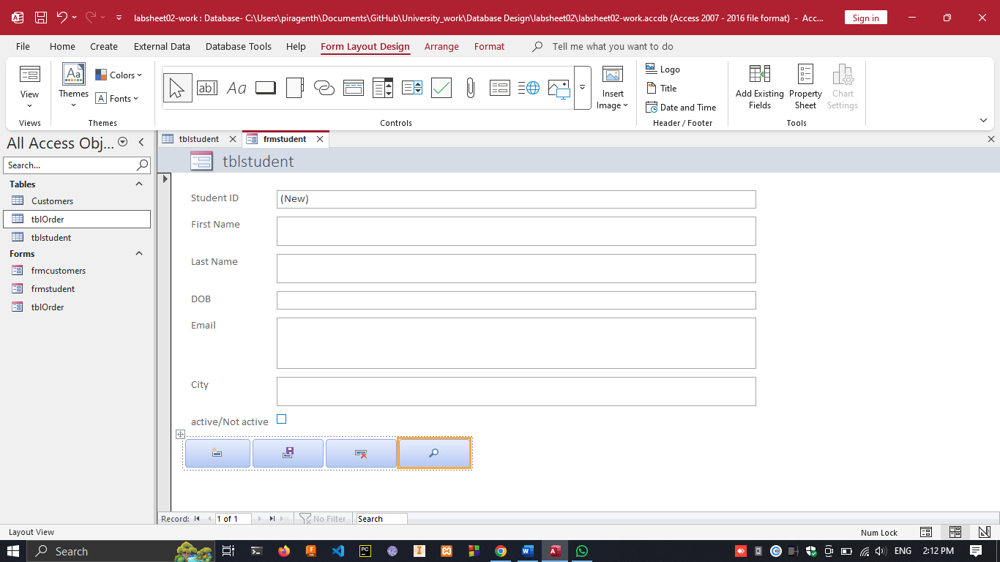 labsheet02-work : Database- C:\Users\piragenth\Documents\GitHub\University_work\Database Design\labsheet02\labsheet02-work.accdb (Access 2007 - 2016 file format) - Acc...
Sign in
File Home Create External Data Database Tools Help Form Layout Design Arrange Format Tell me what you want to do
View
Views
Aa
Themes
Colors
A Fonts
Themes
ab Aa
Controls
Insert
Image
Logo
Title
Date and Time
Header / Footer
Add Existing
Fields
Property
Sheet
Chart
Settings
Tools
All Access Obj...
Search...
Tables
Customers
tblOrder
tblstudent
Forms
frmcustomers
frmstudent
tblOrder
tblstudent
frmstudent
tblstudent
Student ID
(New)
First Name
Last Name
DOB
Email
City
active/Not active
Record: 1 of 1 No Filter Search
Layout View
Num Lock
Search
PC
ENG 2:12 PM